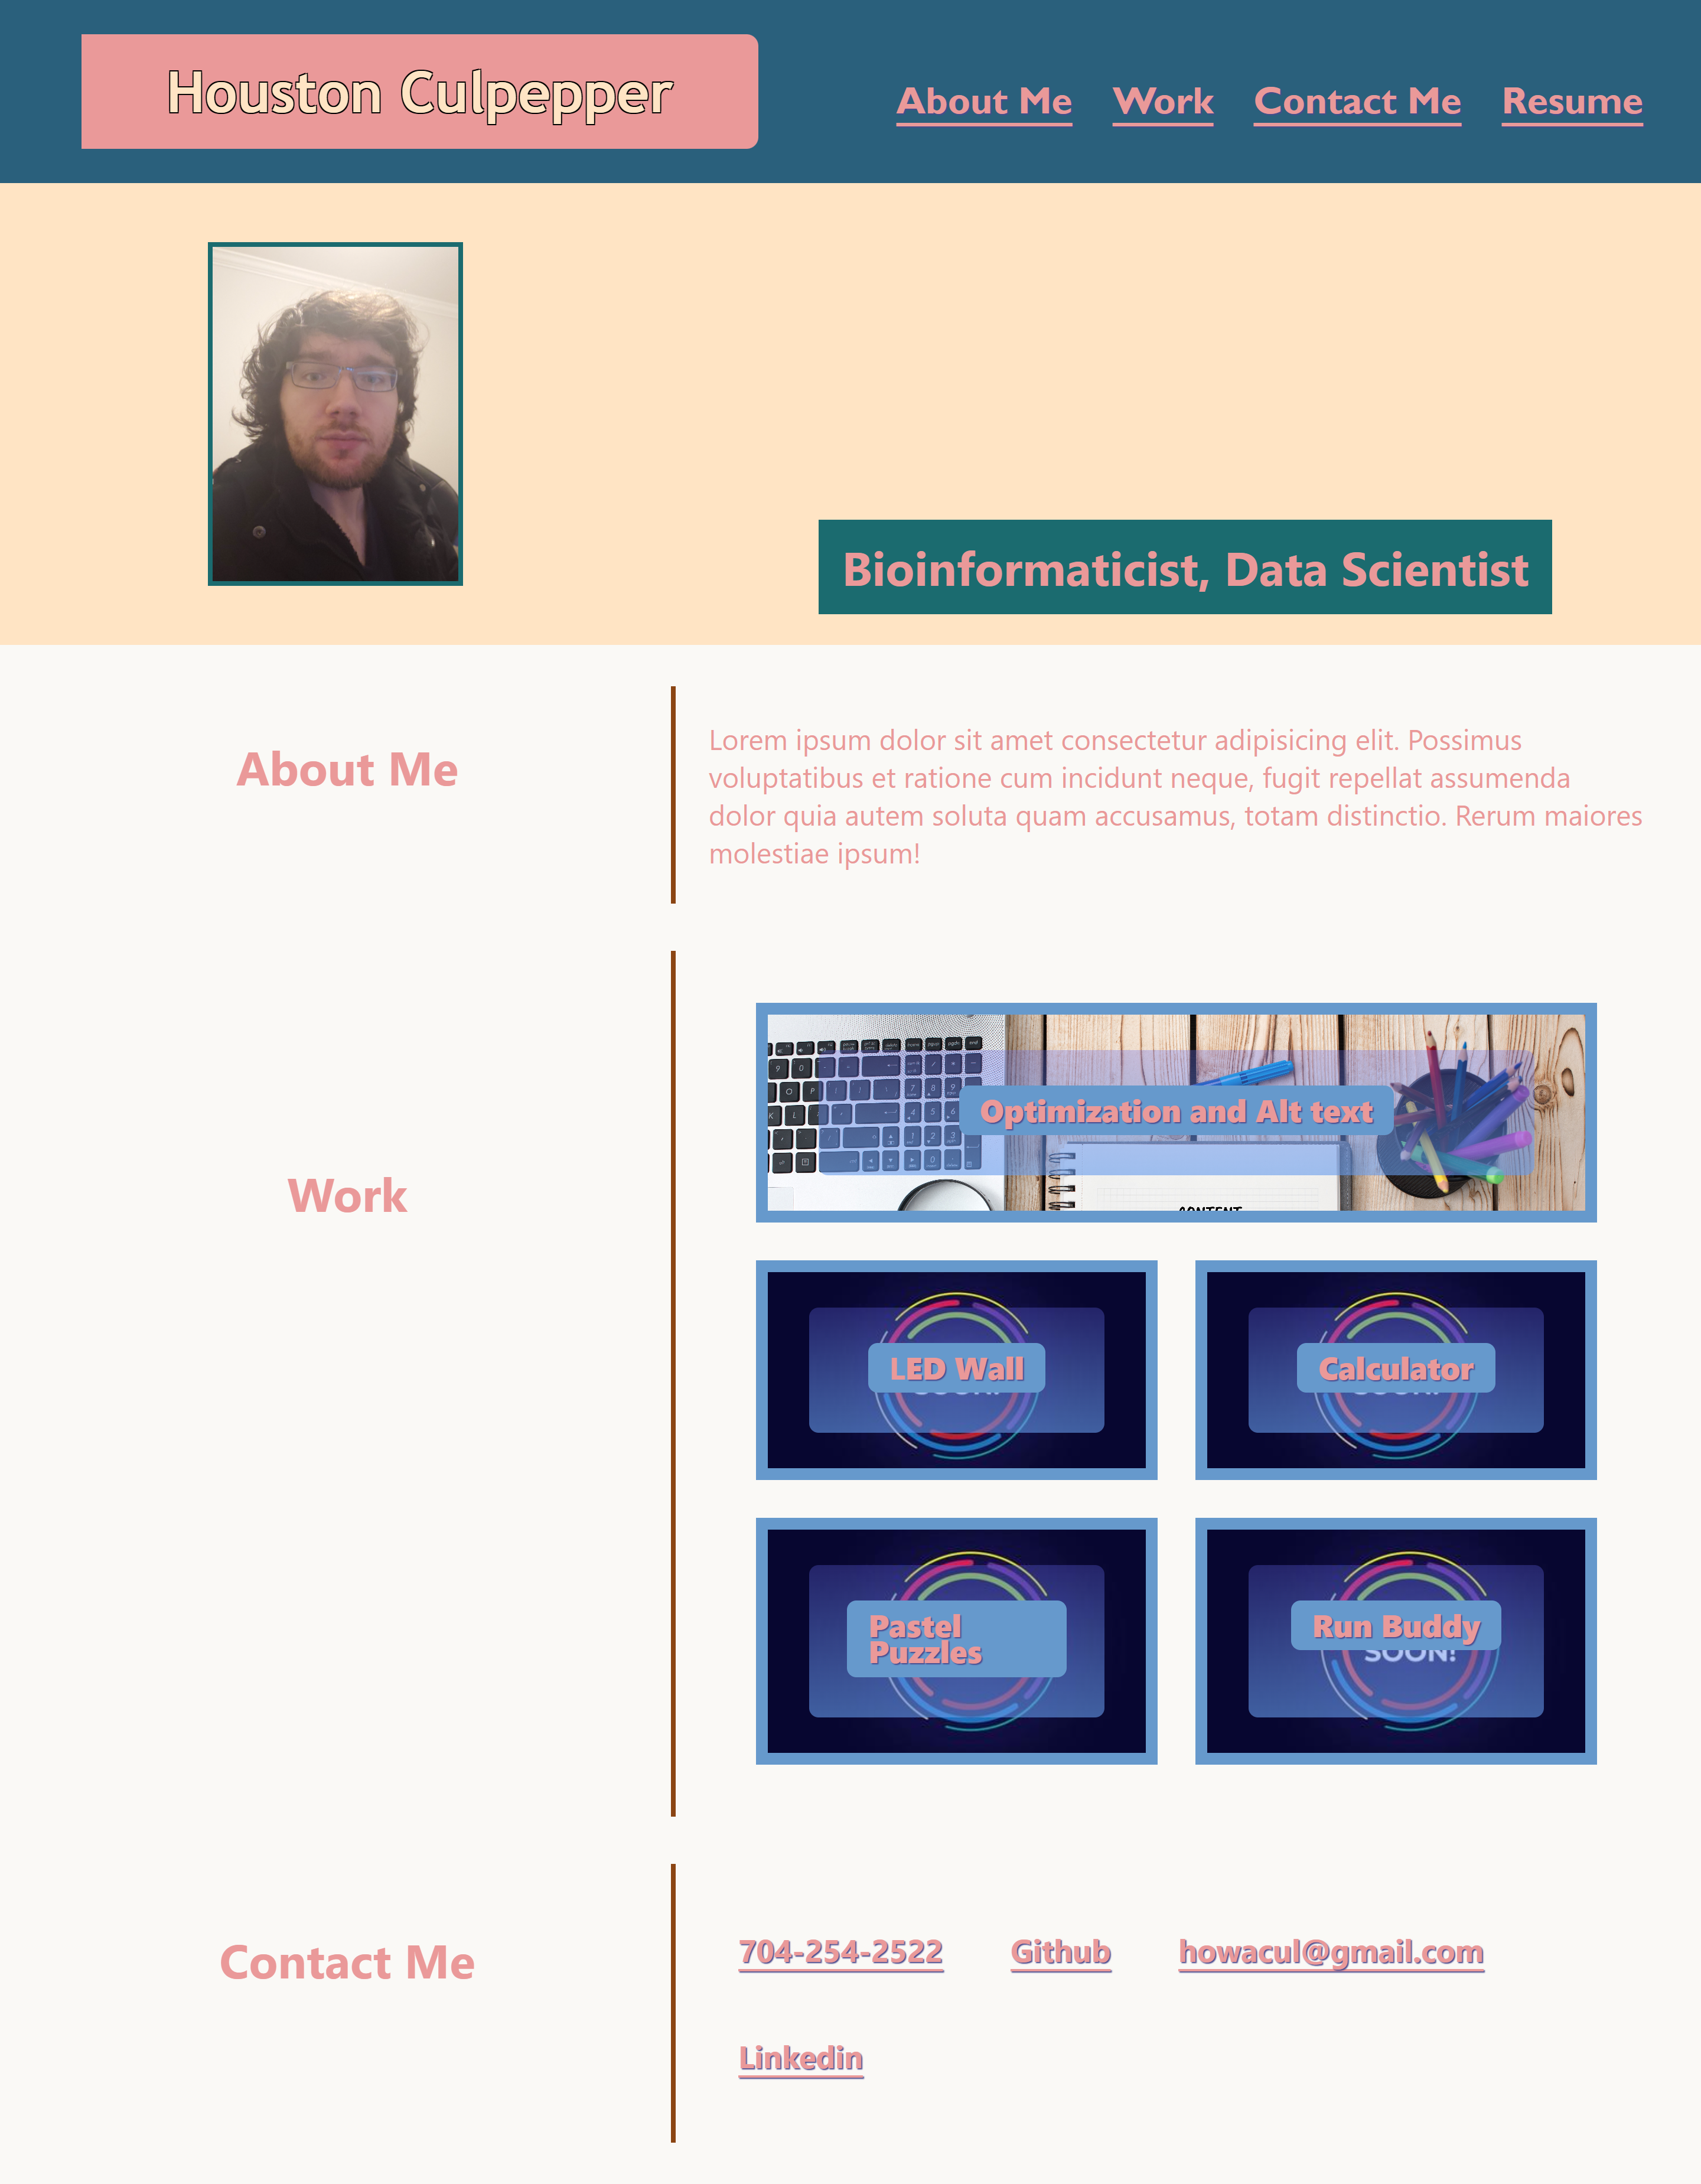 Houston Culpepper
About Me Work Contact Me Resume
Bioinformaticist, Data Scientist
About Me
Lorem ipsum dolor sit amet consectetur adipisicing elit. Possimus
voluptatibus et ratione cum incidunt neque, fugit repellat assumenda
dolor quia autem soluta quam accusamus, totam distinctio. Rerum maiores
molestiae ipsum!
Work
Optimization and Alt text
LED Wall
Calculator
Pastel
Puzzles
Run Buddy
SOON!
Contact Me
704-254-2522 Github howacul@gmail.com
Linkedin